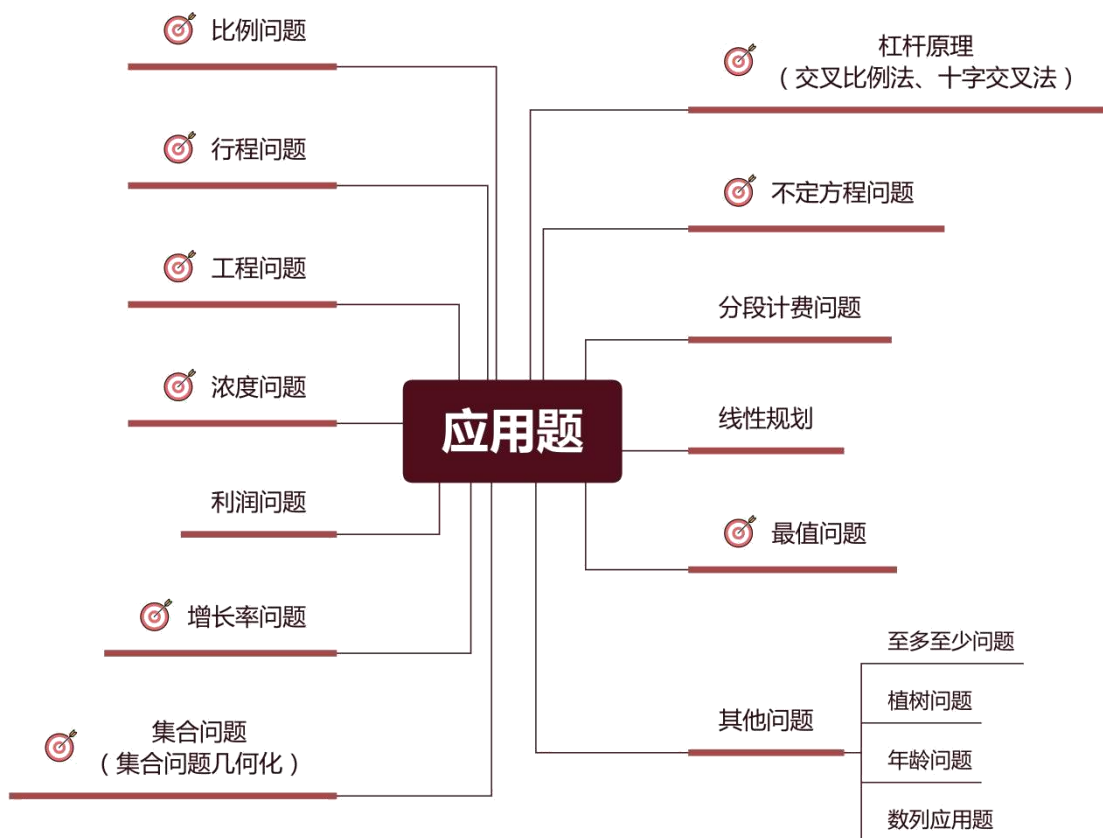 应用题
比例问题
行程问题
工程问题
浓度问题
利润问题
增长率问题
集合问题
（集合问题几何化）
杠杆原理
（交叉比例法、十字交叉法）
不定方程问题
分段计费问题
线性规划
最值问题
其他问题
至多至少问题
植树问题
年龄问题
数列应用题